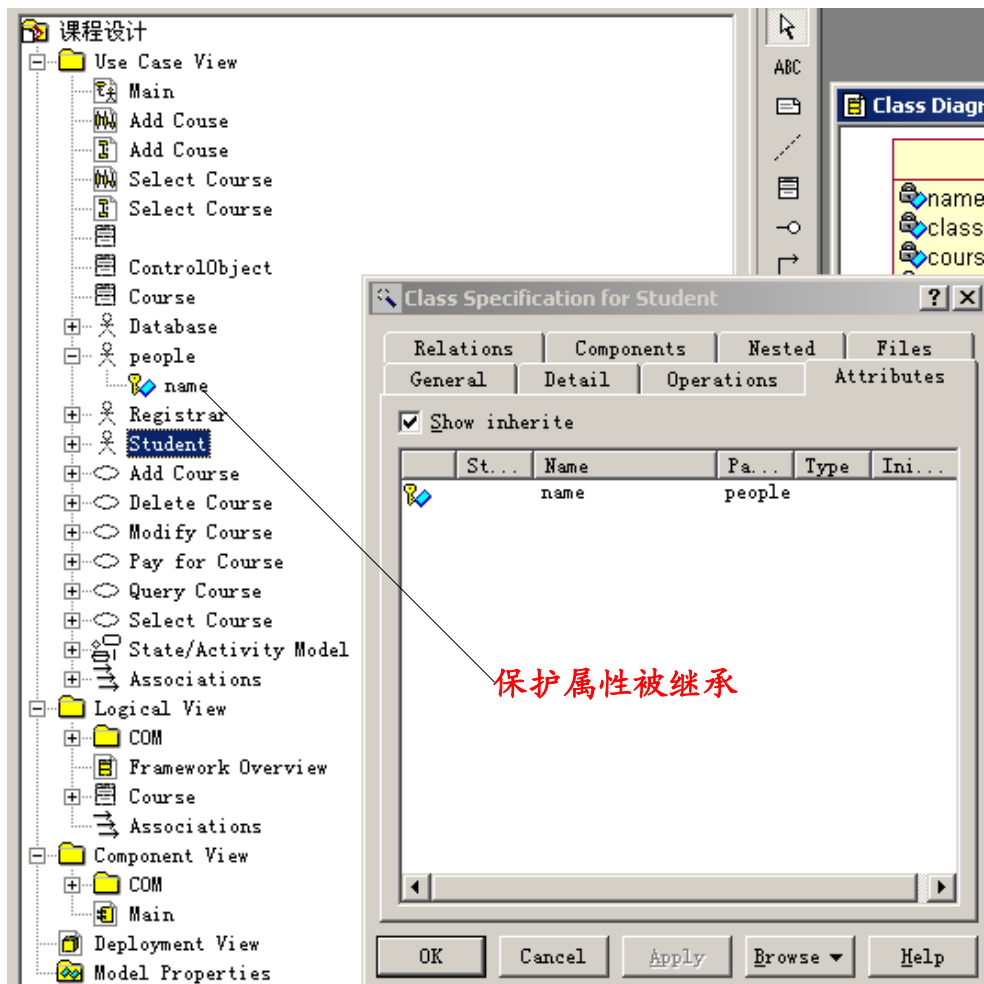 课程设计
Use Case View
Main
Add Couse
Add Couse
Select Course
Select Course
ControlObject
Course
Database
people
name
Registrar
Student
Add Course
Delete Course
Modify Course
Pay for Course
Query Course
Select Course
State/Activity Model
Associations
Logical View
COM
Framework Overview
Course
Associations
Component View
COM
Main
Deployment View
Model Properties
ABC
Class Diagr
name
class
cours
Class Specification for Student
Relations Components Nested Files
General Detail Operations Attributes
Show inherite
St... Name Pa... Type Ini...
name people
保护属性被继承
OK Cancel Apply Browse Help